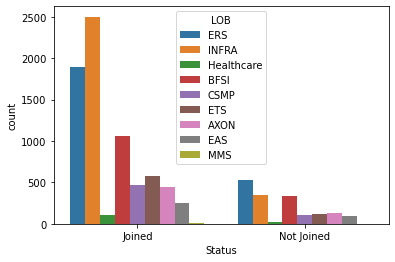 2500
2000
1500
1000
500
0
count
LOB
ERS
INFRA
Healthcare
BFSI
CSMP
ETS
AXON
EAS
MMS
Joined
Not Joined
Status